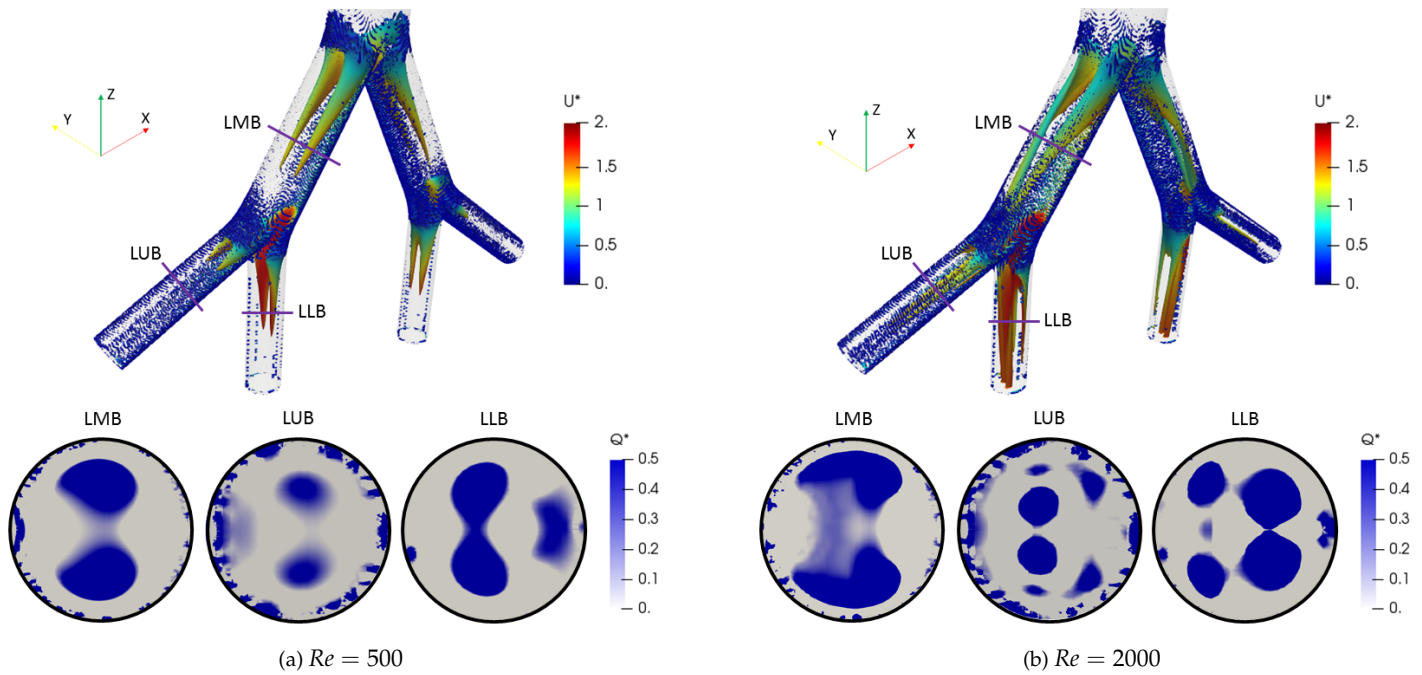 Z
Y
X
LMB
LUB
LLB
U*
2.
1.5
1
0.5
0.
LMB
LUB
LLB
Q*
0.5
0.4
0.3
0.2
0.1
0.
(a) Re = 500
Z
Y
X
LMB
LUB
LLB
U*
2.
1.5
1
0.5
0.
LMB
LUB
LLB
Q*
0.5
0.4
0.3
0.2
0.1
0.
(b) Re = 2000